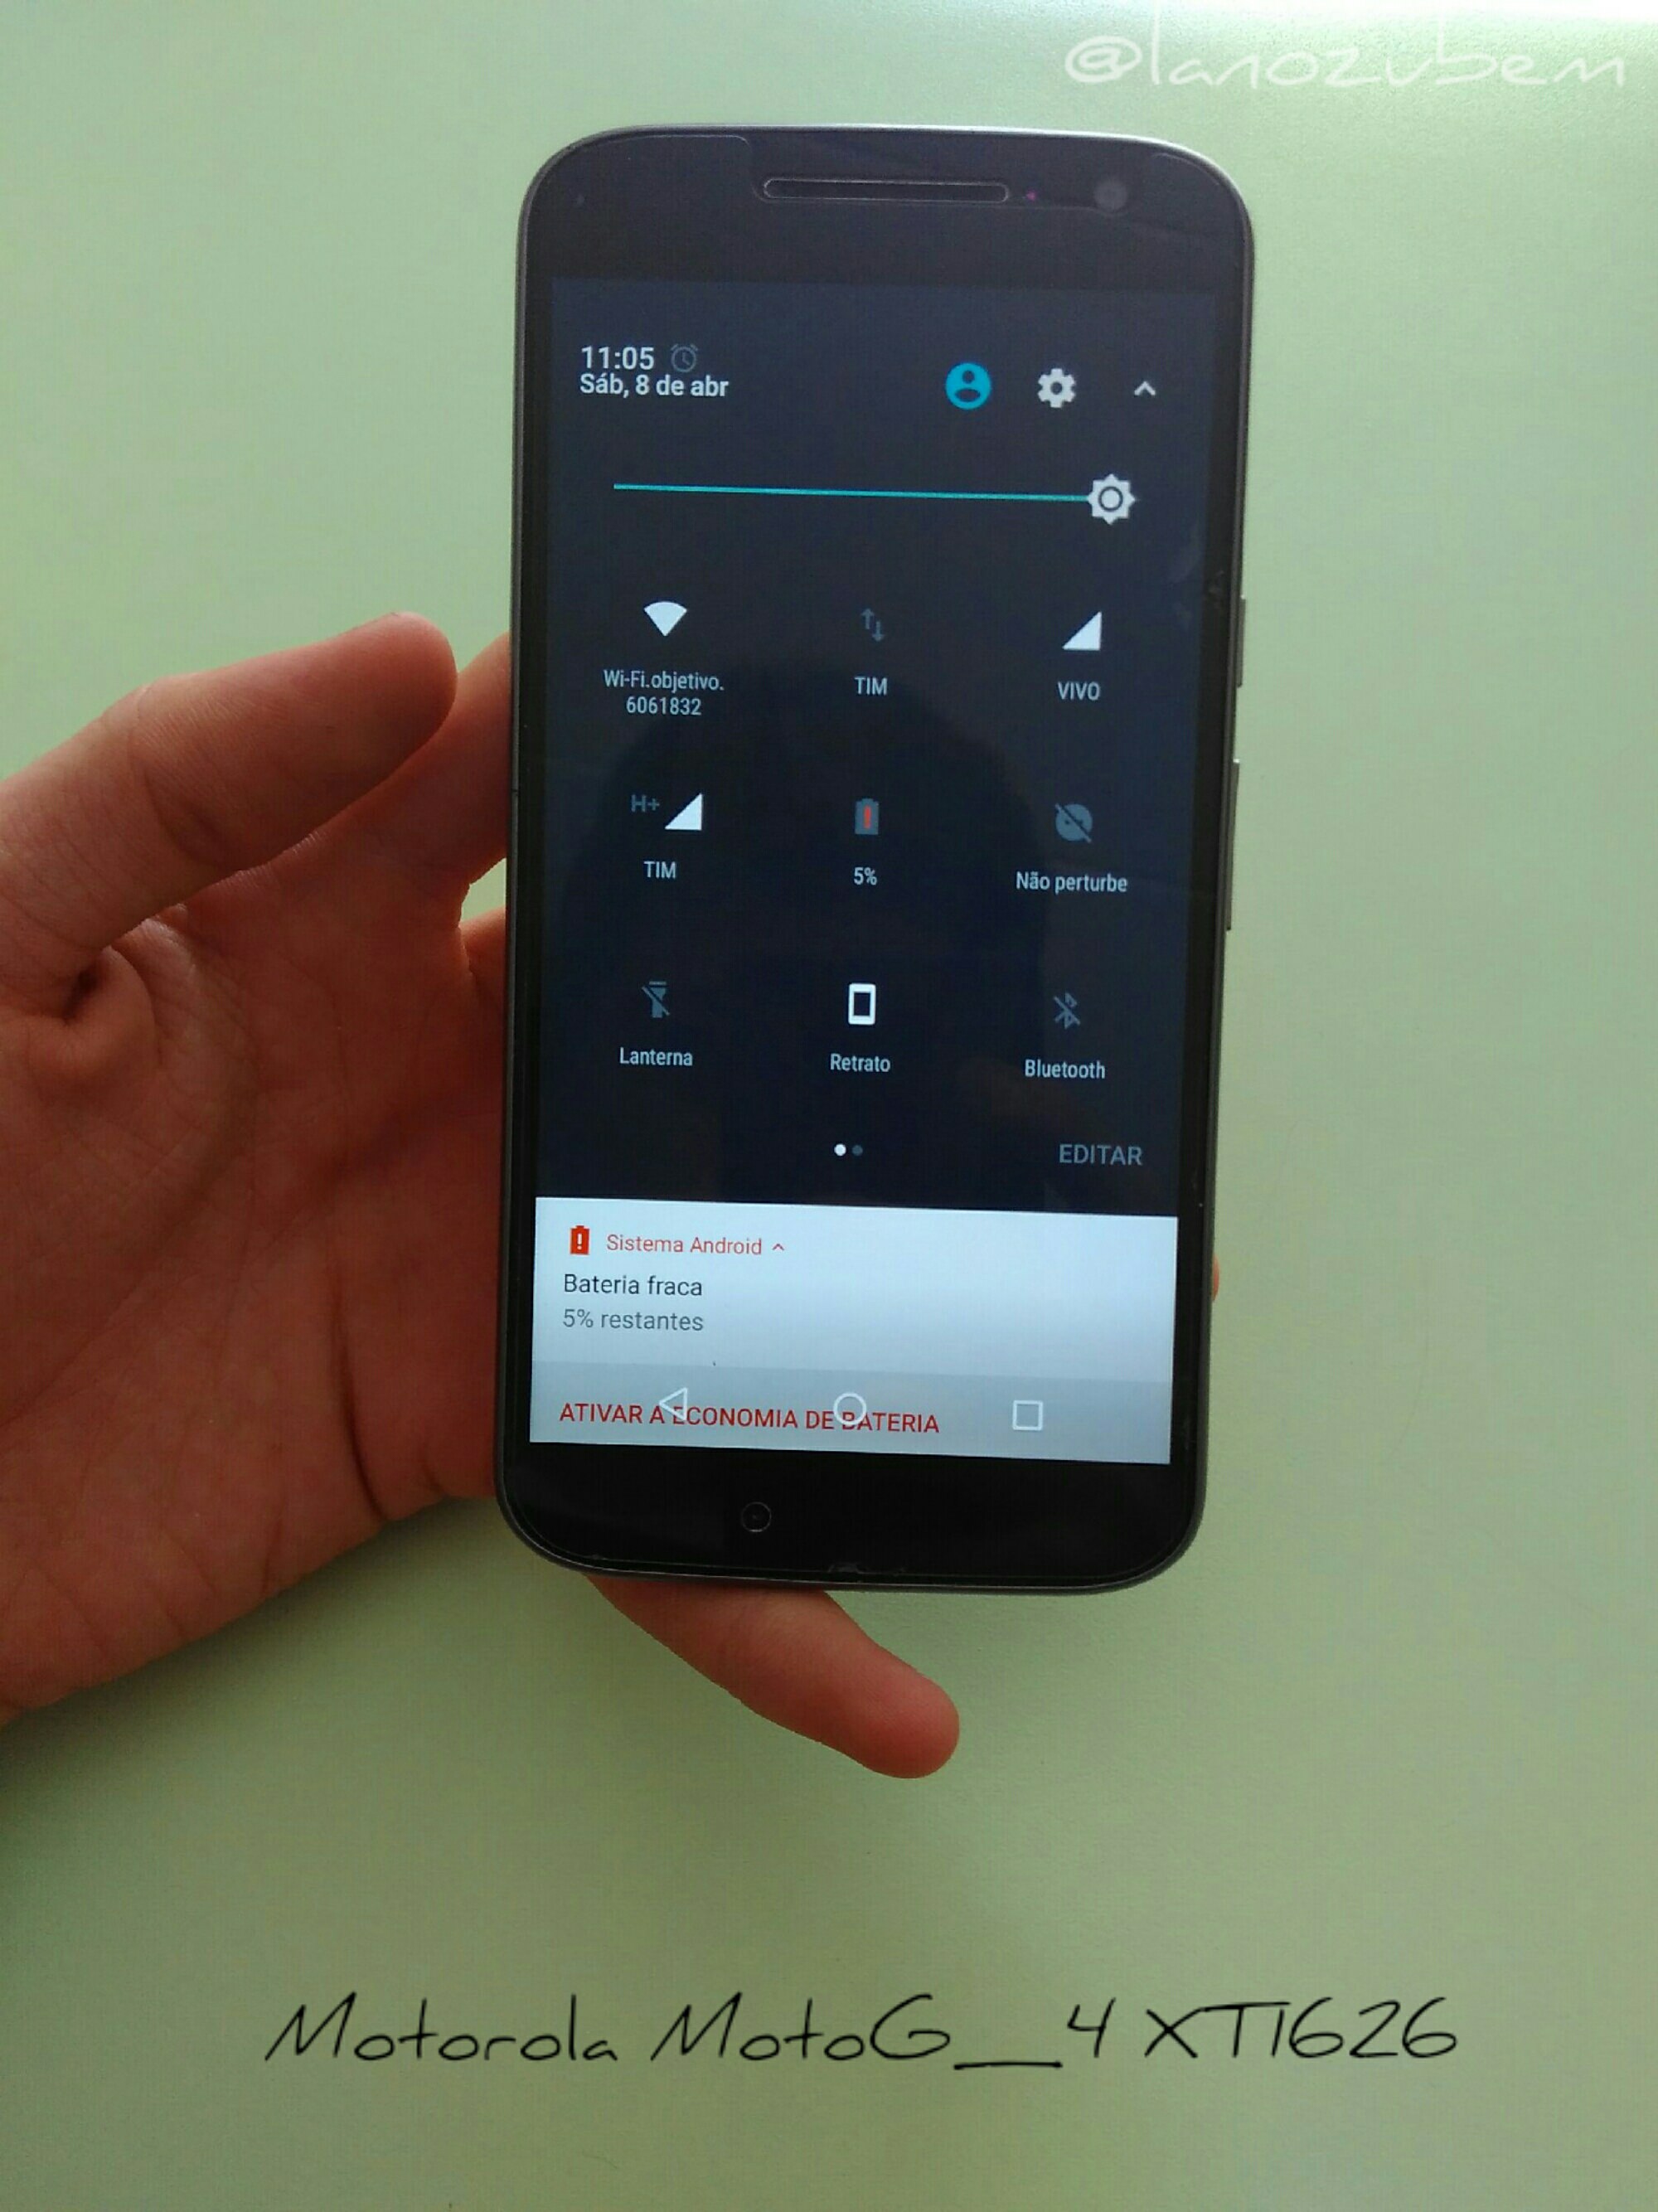 @lanozubem
11:05
Sáb, 8 de abr
Wi-Fi.objetivo.
6061832
TIM
VIVO
H+
TIM
5%
Não perturbe
Lanterna
Retrato
Bluetooth
EDITAR
Sistema Android
Bateria fraca
5% restantes
ATIVAR A ECONOMIA DE BATERIA
Motorola MotoG__4 XT1626